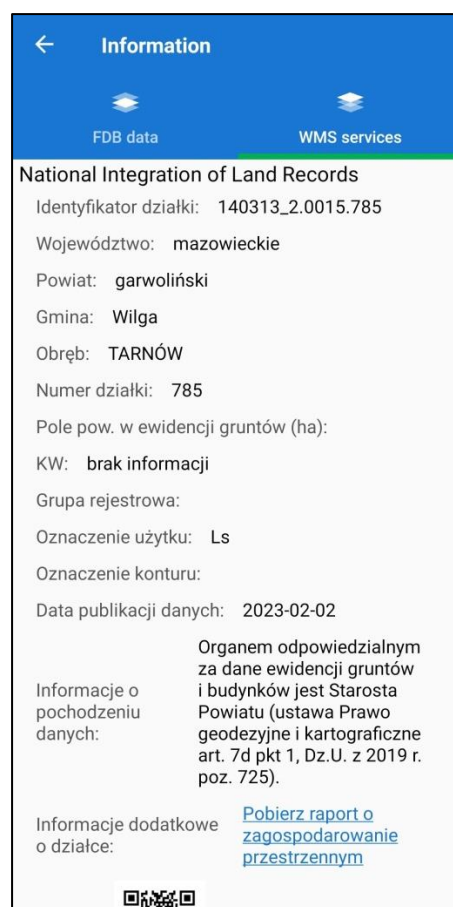 Information
FDB data
WMS services
National Integration of Land Records
Identyfikator działki: 140313_2.0015.785
Województwo: mazowieckie
Powiat: garwoliński
Gmina: Wilga
Obręb: TARNÓW
Numer działki: 785
Pole pow. w ewidencji gruntów (ha):
KW: brak informacji
Grupa rejestrowa:
Oznaczenie użytku: Ls
Oznaczenie konturu:
Data publikacji danych: 2023-02-02
Informacje o
pochodzeniu
danych:
Organem odpowiedzialnym
za dane ewidencji gruntów
i budynków jest Starosta
Powiatu (ustawa Prawo
geodezyjne i kartograficzne
art. 7d pkt 1, Dz.U. z 2019 r.
poz. 725).
Informacje dodatkowe
o działce:
Pobierz raport o
zagospodarowanie
przestrzennym